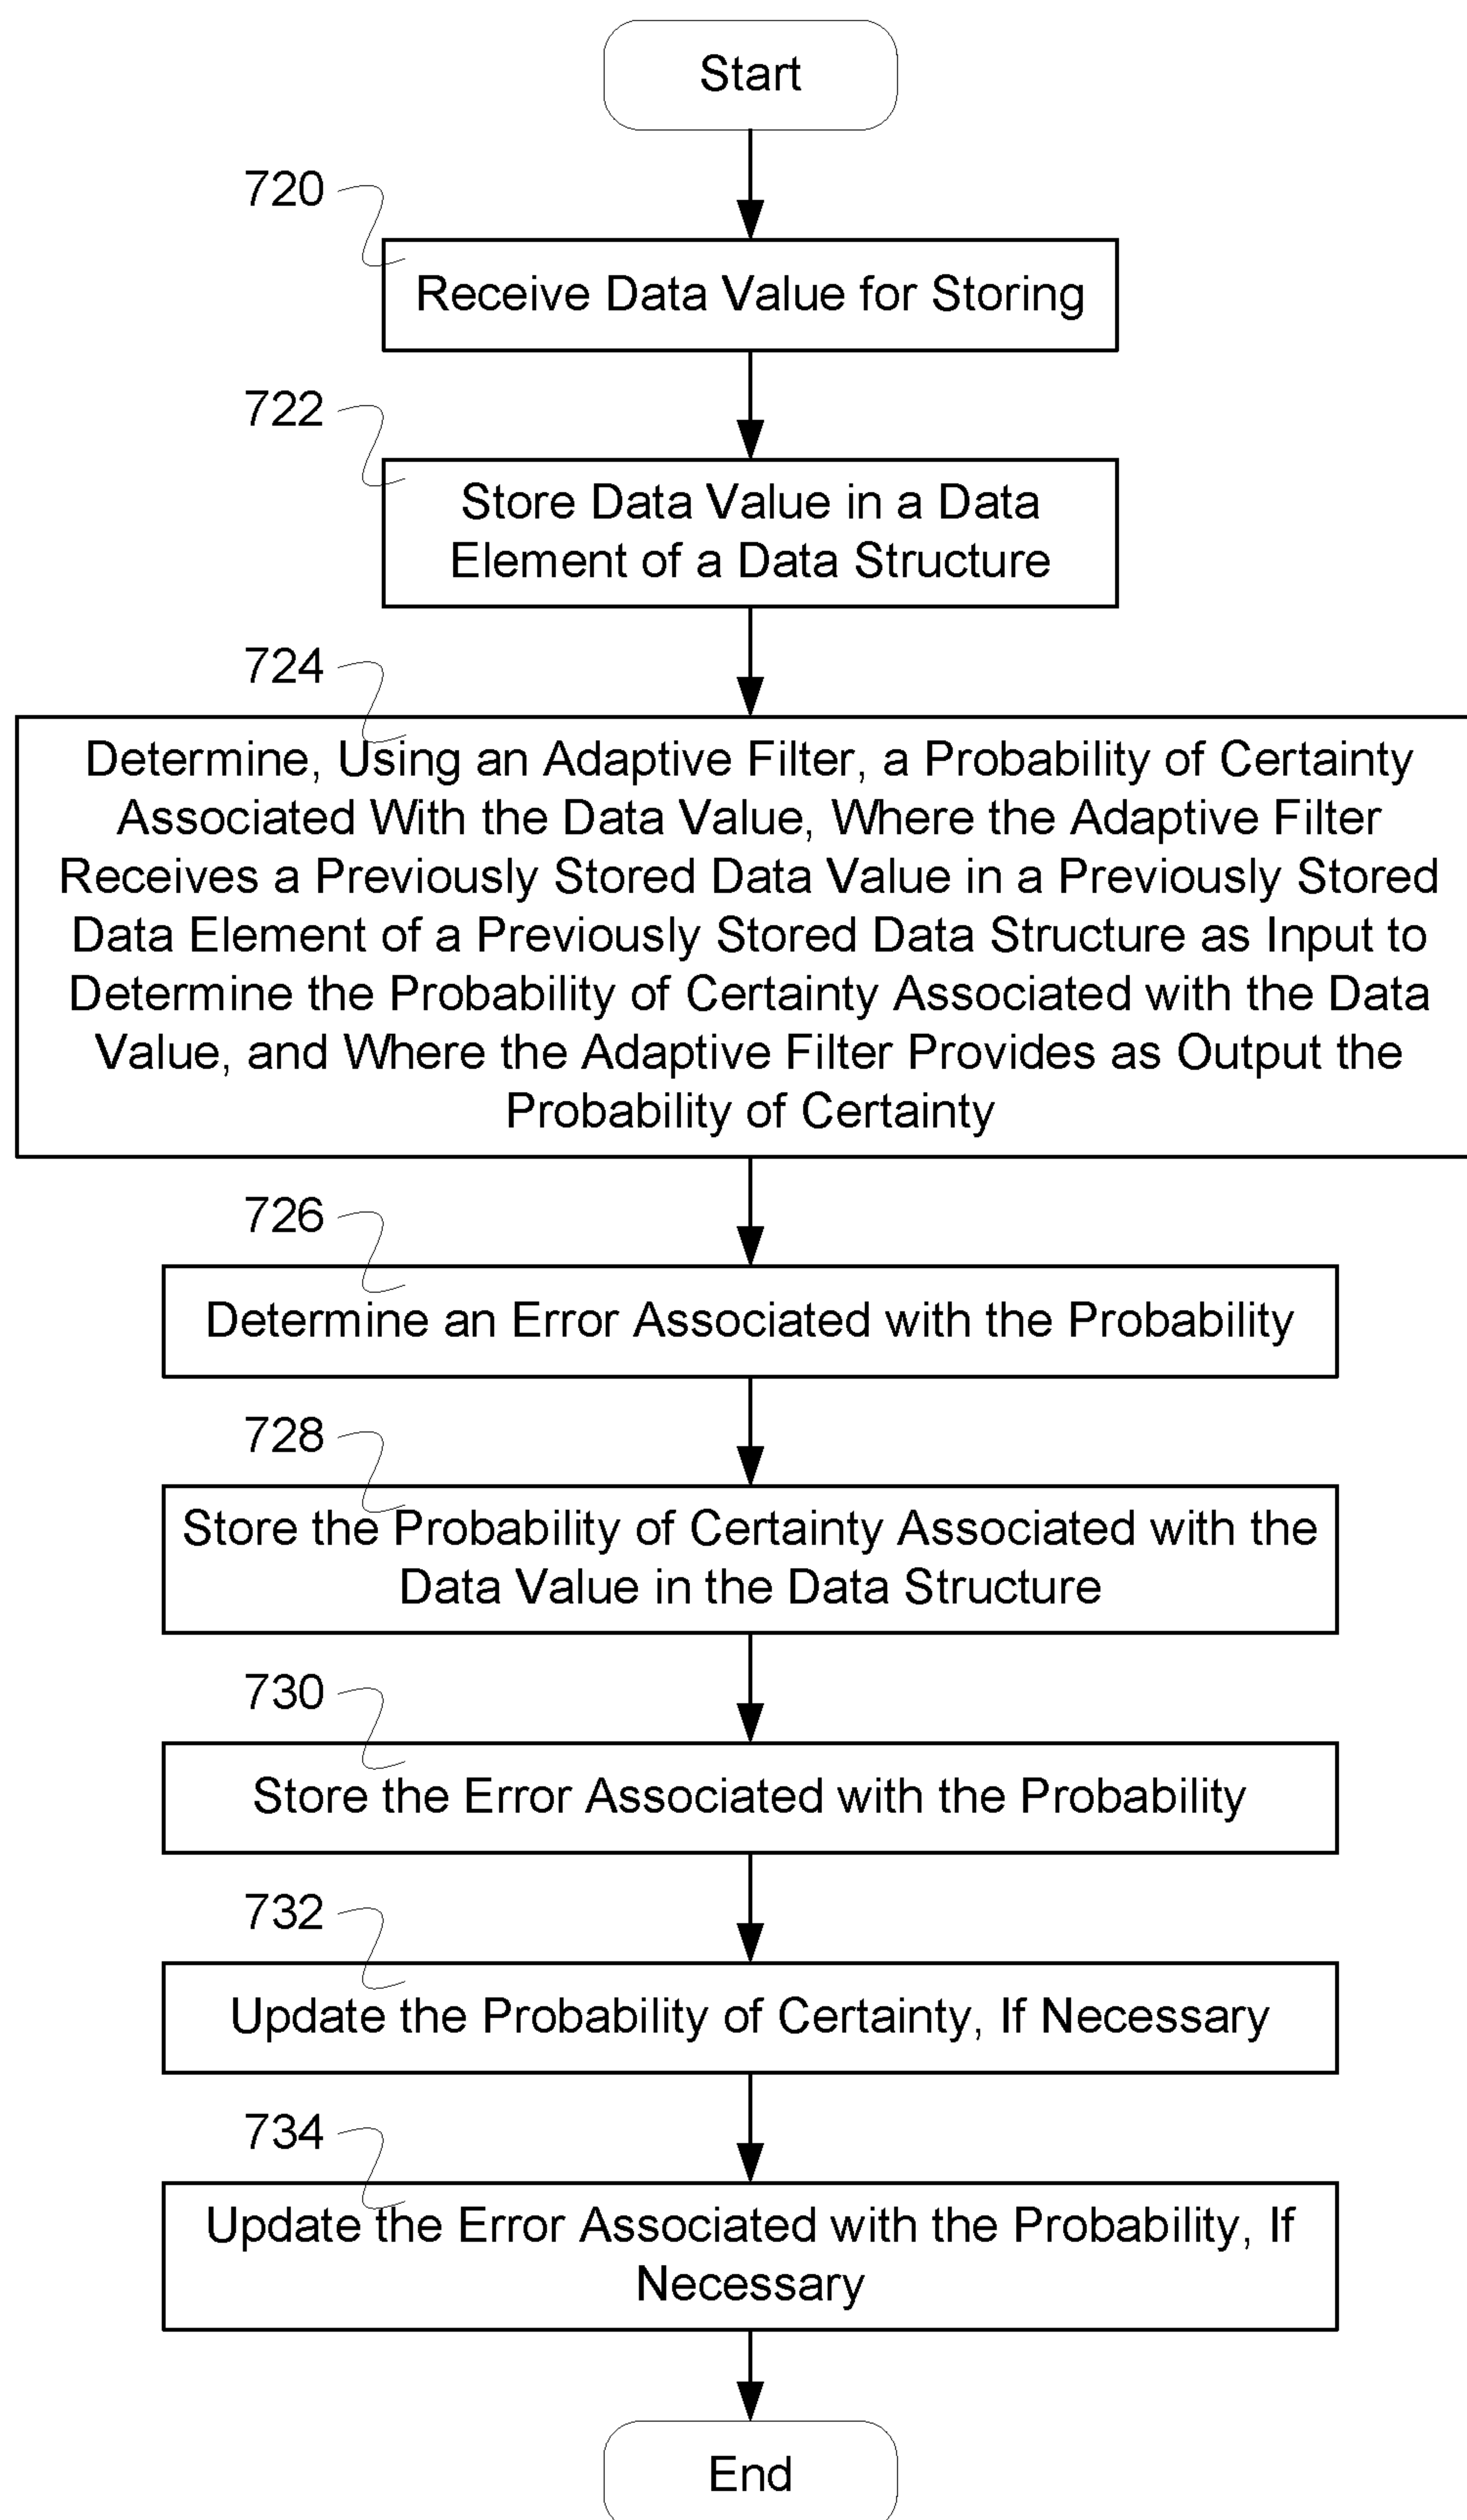 Start
720
Receive Data Value for Storing
722
Store Data Value in a Data
Element of a Data Structure
724
Determine, Using an Adaptive Filter, a Probability of Certainty
Associated With the Data Value, Where the Adaptive Filter
Receives a Previously Stored Data Value in a Previously Stored
Data Element of a Previously Stored Data Structure as Input to
Determine the Probability of Certainty Associated with the Data
Value, and Where the Adaptive Filter Provides as Output the
Probability of Certainty
726
Determine an Error Associated with the Probability
728
Store the Probability of Certainty Associated with the
Data Value in the Data Structure
730
Store the Error Associated with the Probability
732
Update the Probability of Certainty, If Necessary
734
Update the Error Associated with the Probability, If
Necessary
End